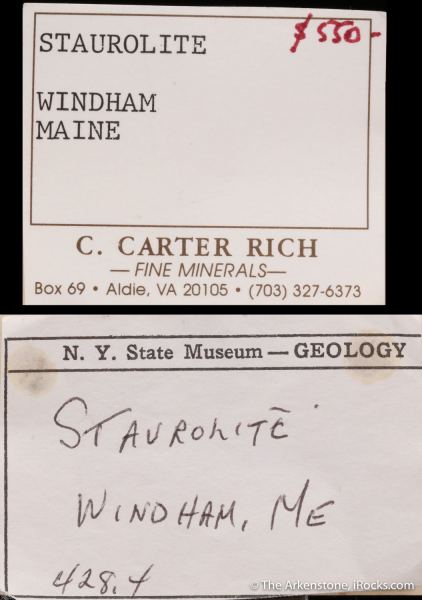 STAUROLITE $550-
WINDHAM
MAINE
C. CARTER RICH
—FINE MINERALS—
Box 69 • Aldie, VA 20105 • (703) 327-6373
N. Y. State Museum — GEOLOGY
STAUROLITE
WINDHAM, ME
428.4
© The Arkenstone, iRocks.com